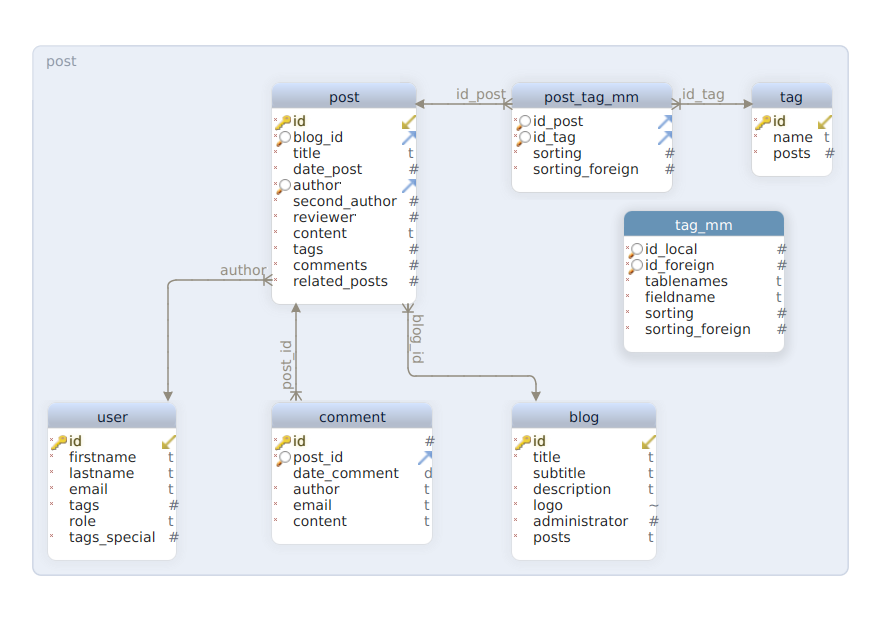 post
post
id
blog_id
title t
date_post #
author
second_author #
reviewer #
content t
tags #
comments #
related_posts #
id_post
post_tag_mm
id_post
id_tag
sorting #
sorting_foreign #
id_tag
tag
id
name t
posts #
tag_mm
id_local #
id_foreign #
tablenames t
fieldname t
sorting #
sorting_foreign #
author
post_id
blog_id
user
id
firstname t
lastname t
email t
tags #
role t
tags_special #
comment
id #
post_id
date_comment d
author t
email t
content t
blog
id
title t
subtitle t
description t
logo ~
administrator #
posts t